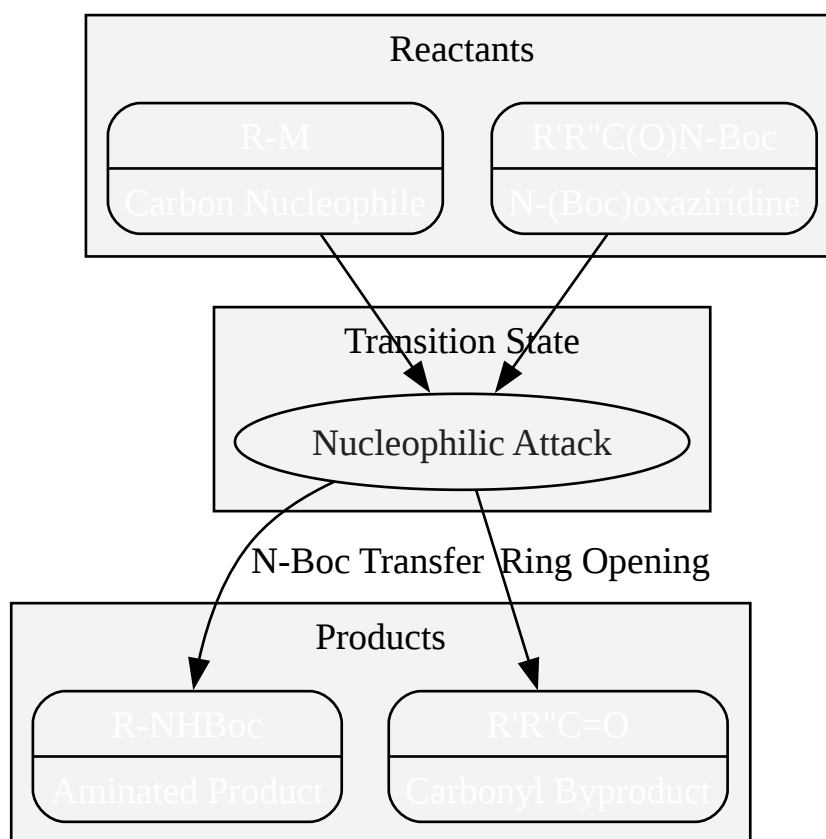 Reactants
R-M
Carbon Nucleophile
R'R"C(O)N-Boc
N-(Boc)oxaziridine
Transition State
Nucleophilic Attack
N-Boc Transfer
Ring Opening
Products
R-NHBoc
Aminated Product
R'R"C=O
Carbonyl Byproduct